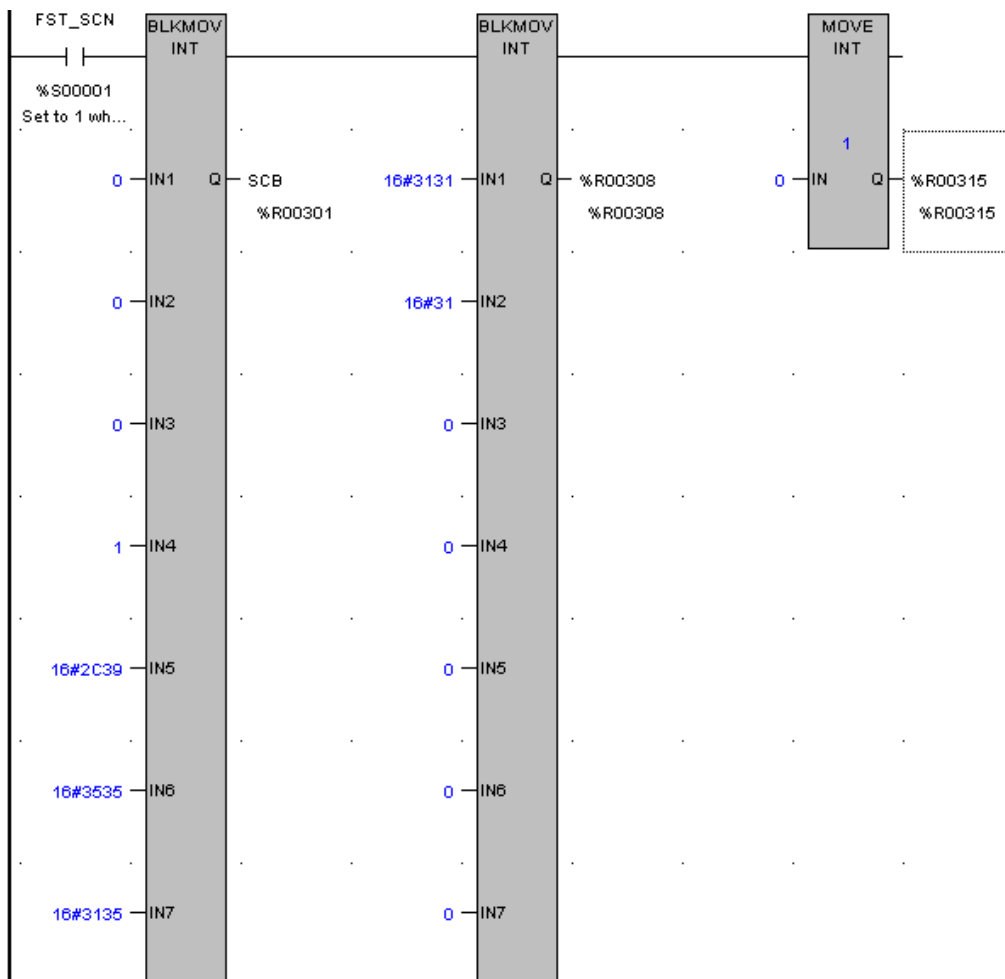 FST_SCN
BLKMOV
INT
BLKMOV
INT
MOVE
INT
%S00001
Set to 1 wh...
1
0 IN1 Q SCB
16#3131 IN1 Q %R00308
0 IN Q %R00315
%R00301
%R00308
%R00315
0 IN2
16#31 IN2
0 IN3
0 IN3
1 IN4
0 IN4
16#2C39 IN5
0 IN5
16#3535 IN6
0 IN6
16#3135 IN7
0 IN7